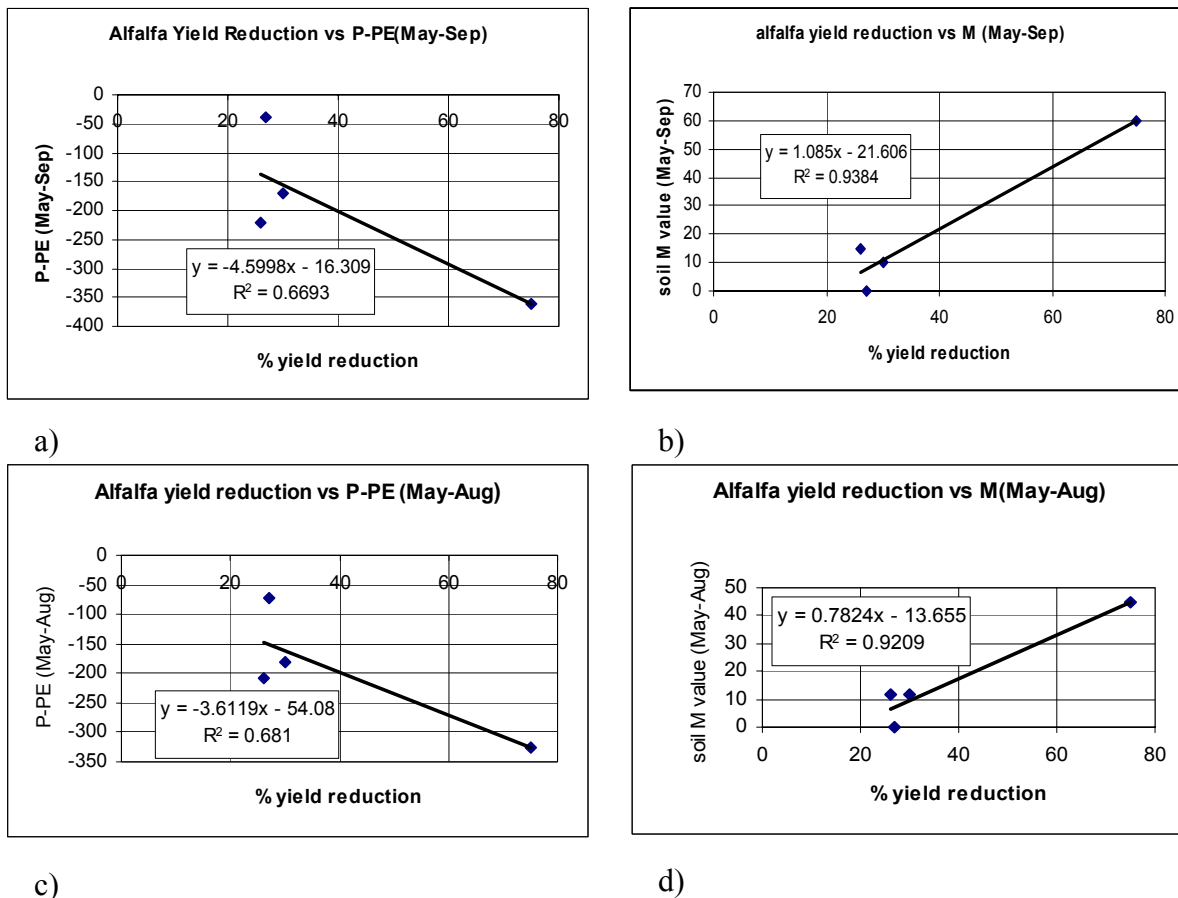 Alfalfa Yield Reduction vs P-PE(May-Sep)
0
-50
-100
-150
-200
-250
-300
-350
-400
0
20
40
60
80
P-PE (May-Sep)
y = -4.5998x - 16.309
R² = 0.6693
% yield reduction
a)
alfalfa yield reduction vs M (May-Sep)
70
60
50
40
30
20
10
0
0
20
40
60
80
soil M value (May-Sep)
y = 1.085x - 21.606
R² = 0.9384
% yield reduction
b)
Alfalfa yield reduction vs P-PE (May-Aug)
0
-50
-100
-150
-200
-250
-300
-350
0
20
40
60
80
P-PE (May-Aug)
y = -3.6119x - 54.08
R² = 0.681
% yield reduction
c)
Alfalfa yield reduction vs M(May-Aug)
50
40
30
20
10
0
0
20
40
60
80
soil M value (May-Aug)
y = 0.7824x - 13.655
R² = 0.9209
% yield reduction
d)